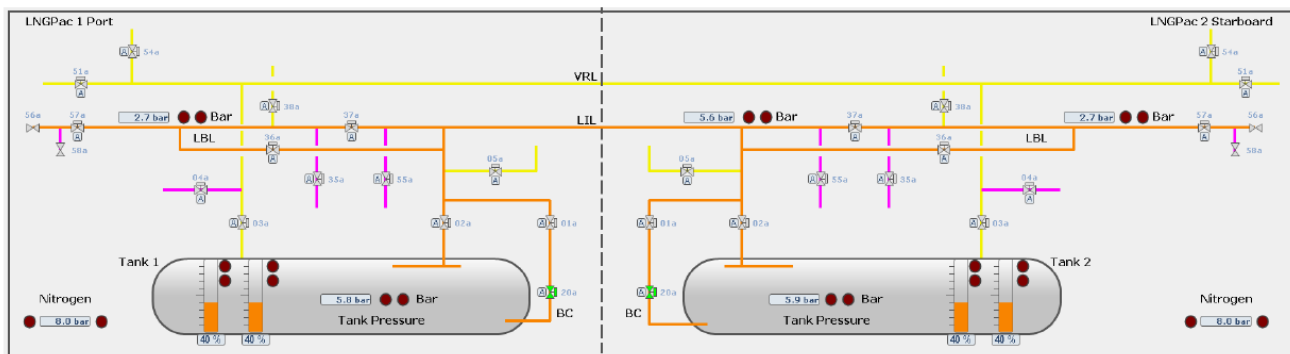 LNGPac 1 Port
LNGPac 2 Starboard
A 54a
A 54a
51a
A
VRL
51a
A
A 38a
A 38a
56a
57a
A
2.7 bar Bar
37a
A
LIL
5.6 bar Bar
37a
A
2.7 bar Bar
57a
A
56a
58a
LBL
36a
A
36a
A
LBL
58a
05a
A
05a
A
04a
A
A 35a
A 55a
A 55a
A 35a
04a
A
A 03a
A 02a
A 01a
A 01a
A 02a
A 03a
Tank 1
Tank 2
Nitrogen
8.0 bar
5.8 bar Bar
Tank Pressure
A 20a
BC
A 20a
BC
5.9 bar Bar
Tank Pressure
Nitrogen
8.0 bar
40 %
40 %
40 %
40 %